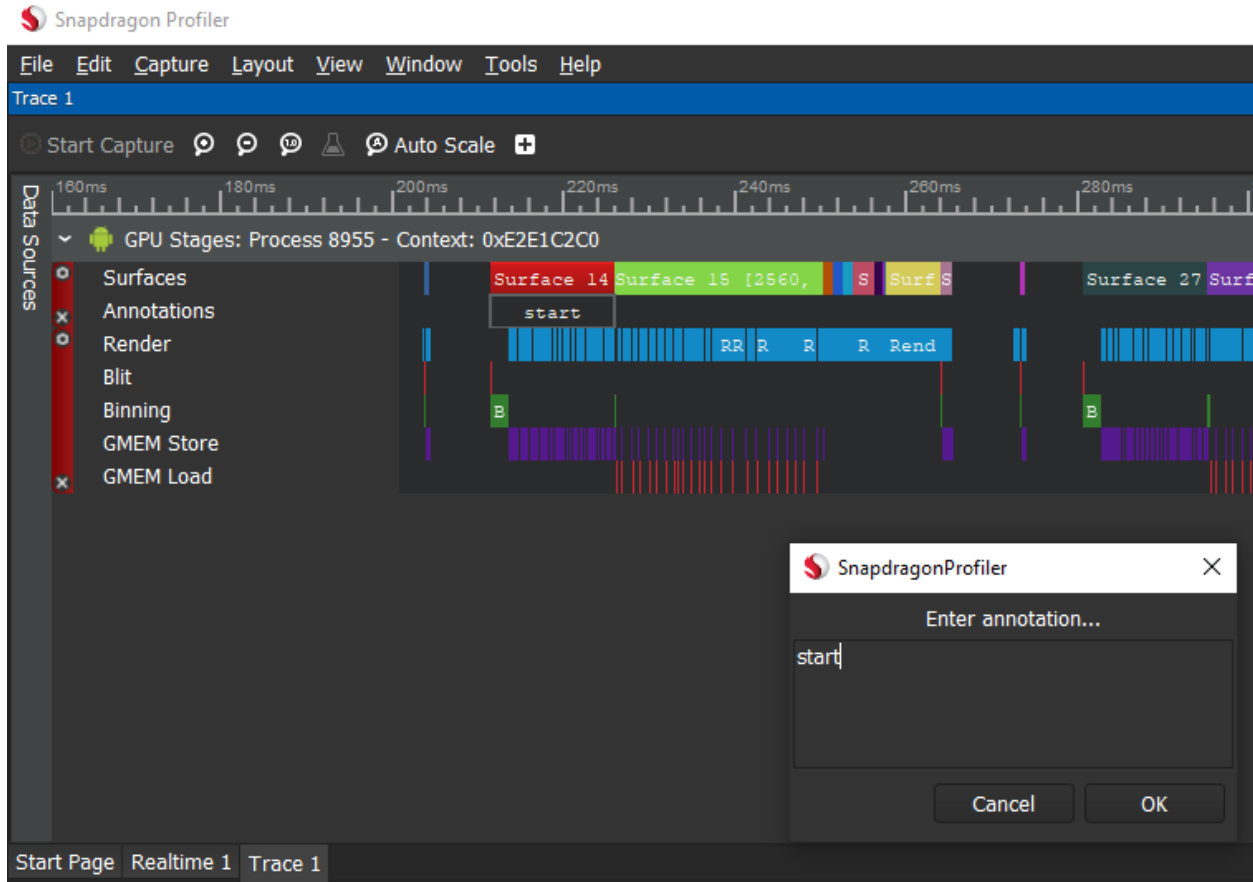 Snapdragon Profiler
File Edit Capture Layout View Window Tools Help
Trace 1
Start Capture 1.0 A Auto Scale
160ms 180ms 200ms 220ms 240ms 260ms 280ms
Data Sources
GPU Stages: Process 8955 - Context: 0xE2E1C2C0
Surfaces Surface 14 Surface 15 [2560, S Surf S Surface 27 Surf
Annotations start
Render RR R R R Rend
Blit
Binning B B
GMEM Store
GMEM Load
SnapdragonProfiler
Enter annotation...
start
Cancel OK
Start Page Realtime 1 Trace 1